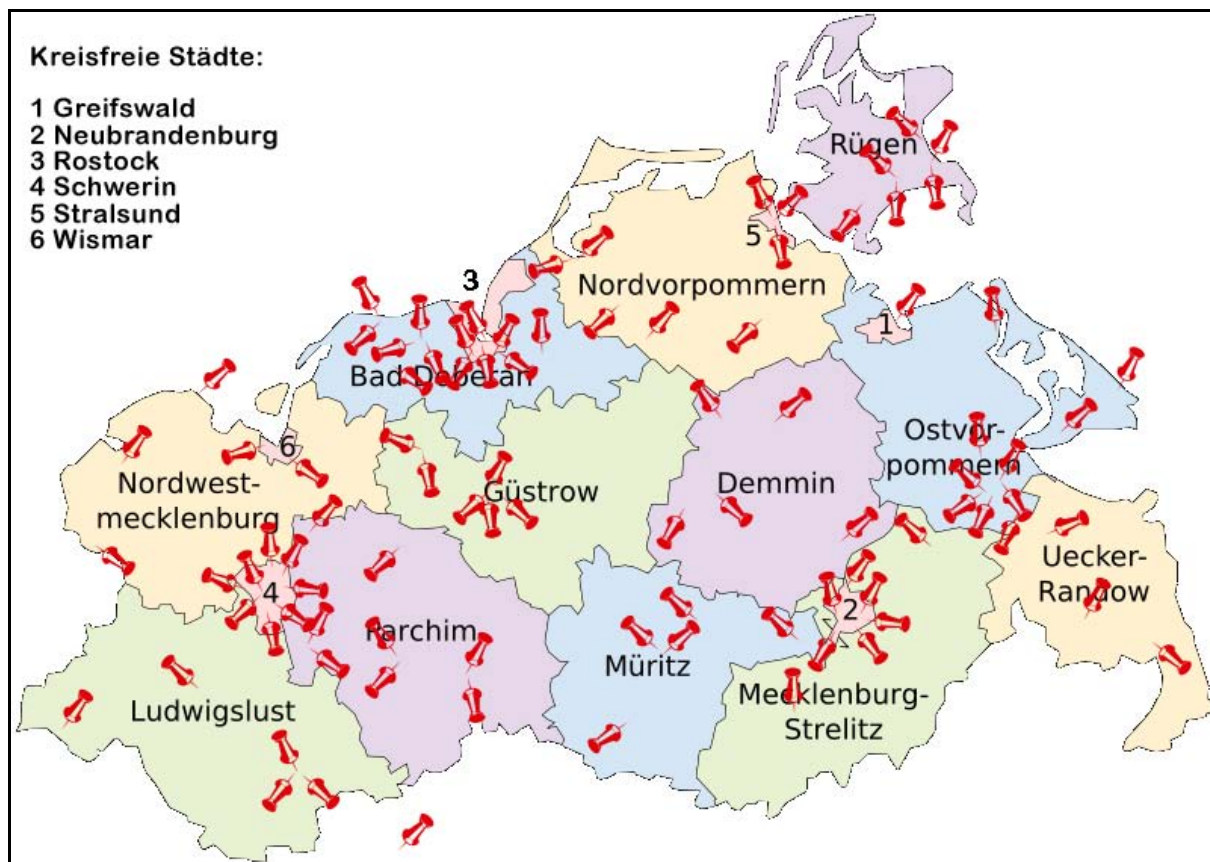 Kreisfreie Städte:
1 Greifswald
2 Neubrandenburg
3 Rostock
4 Schwerin
5 Stralsund
6 Wismar
Rügen
5
Nordvorpommern
3
1
Bad Doberan
Ostvor-
pommern
6
Nordwest-
mecklenburg
Güstrow
Demmin
Uecker-
Randow
4
2
Parchim
Müritz
Mecklenburg-
Strelitz
Ludwigslust